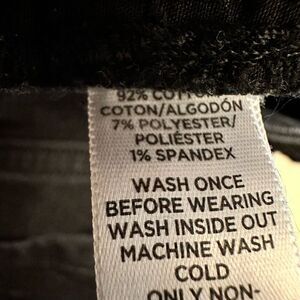 92% COTTON/
COTON/ALGODÓN
7% POLYESTER/
POLIÉSTER
1% SPANDEX
WASH ONCE
BEFORE WEARING
WASH INSIDE OUT
MACHINE WASH
COLD
ONLY NON-